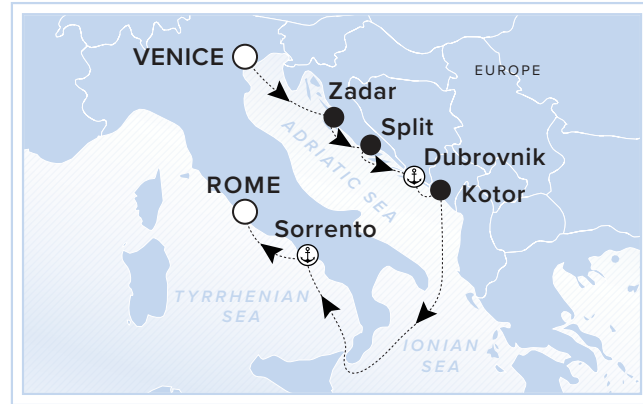 VENICE
EUROPE
Zadar
Split
ADRIATIC SEA
Dubrovnik
Kotor
ROME
Sorrento
TYRRHENIAN
SEA
IONIAN
SEA